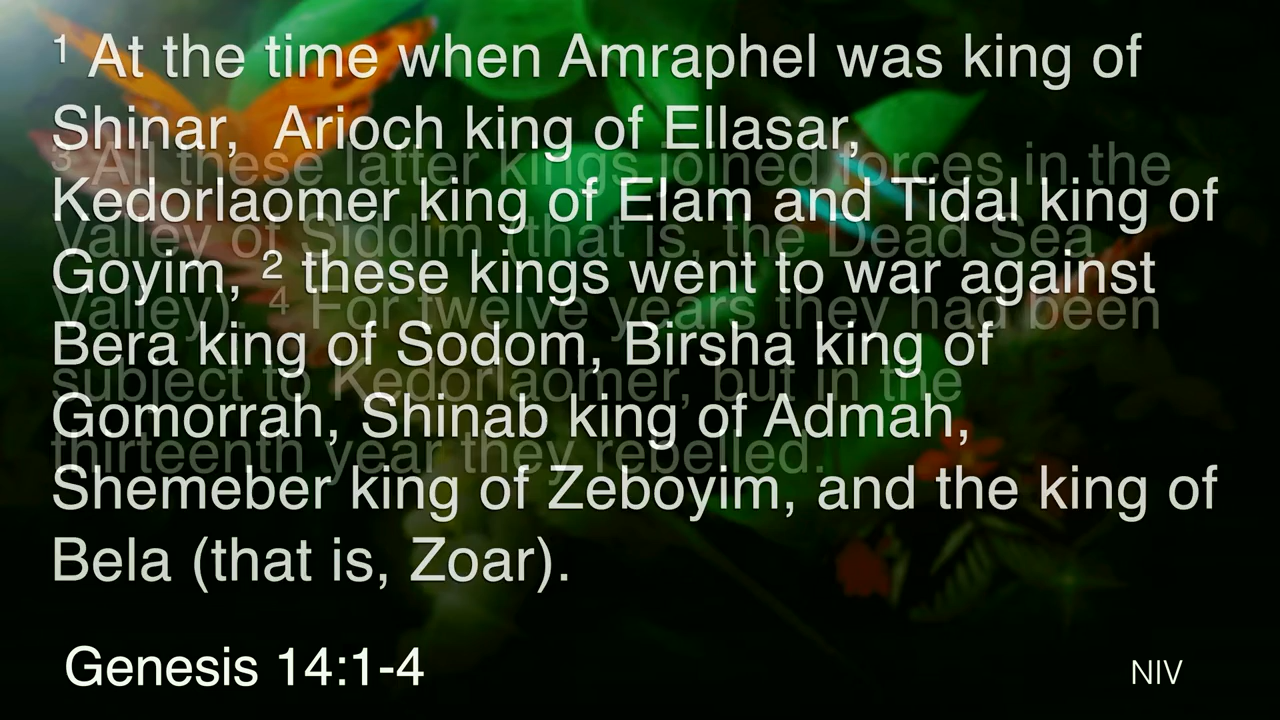 1 At the time when Amraphel was king of
Shinar, Arioch king of Ellasar,
Kedorlaomer king of Elam and Tidal king of
Goyim, 2 these kings went to war against
Bera king of Sodom, Birsha king of
Gomorrah, Shinab king of Admah,
Shemeber king of Zeboyim, and the king of
Bela (that is, Zoar).
3 All these latter kings joined forces in the
Valley of Siddim (that is, the Dead Sea
Valley). 4 For twelve years they had been
subject to Kedorlaomer, but in the
thirteenth year they rebelled.
Genesis 14:1-4
NIV